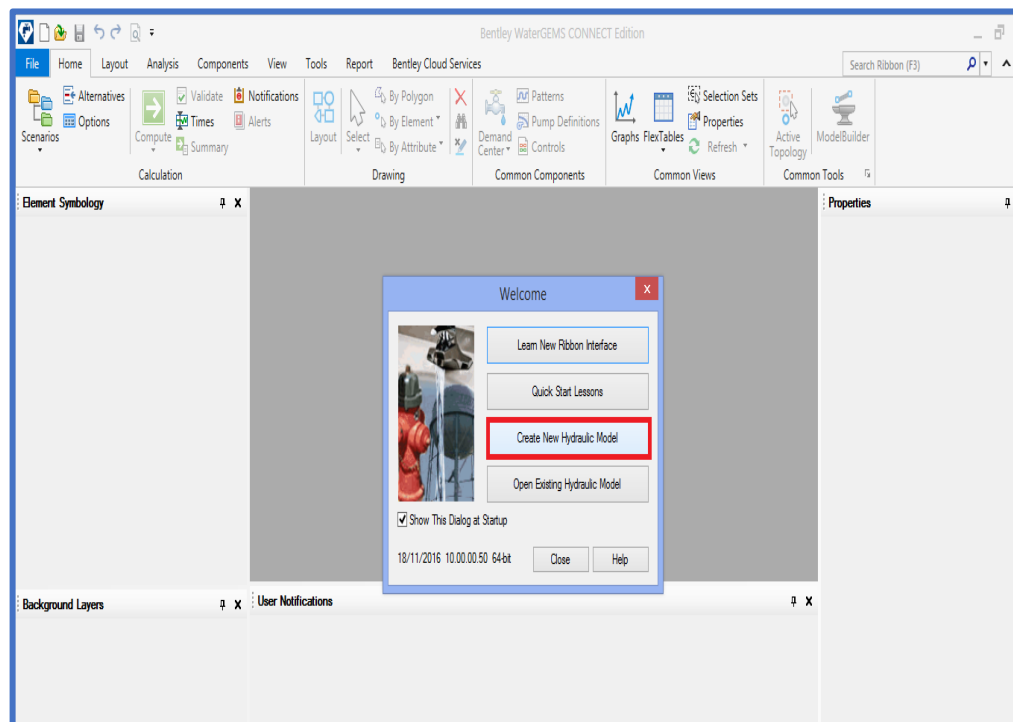 Bentley WaterGEMS CONNECT Edition
File Home Layout Analysis Components View Tools Report Bentley Cloud Services Search Ribbon (F3)
Scenarios
Alternatives
Options
Compute
Validate
Times
Summary
Notifications
Alerts
Calculation
Layout
Select
By Polygon
By Element
By Attribute
Drawing
Demand
Center
Patterns
Pump Definitions
Controls
Common Components
Graphs
FlexTables
Selection Sets
Properties
Refresh
Common Views
Active
Topology
ModelBuilder
Common Tools
Element Symbology
Properties
Welcome
x
Learn New Ribbon Interface
Quick Start Lessons
Create New Hydraulic Model
Open Existing Hydraulic Model
Show This Dialog at Startup
18/11/2016 10.00.00.50 64-bit
Close
Help
Background Layers
User Notifications